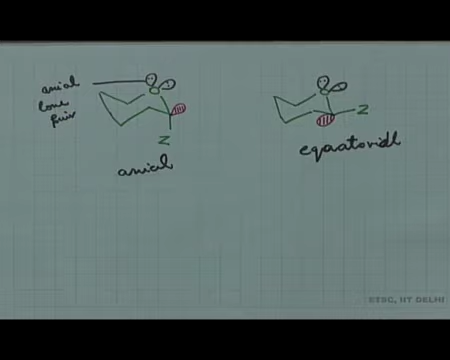 axial
lone
pair
O
Z
axial
O
Z
equatorial
ETSC, IIT DELHI